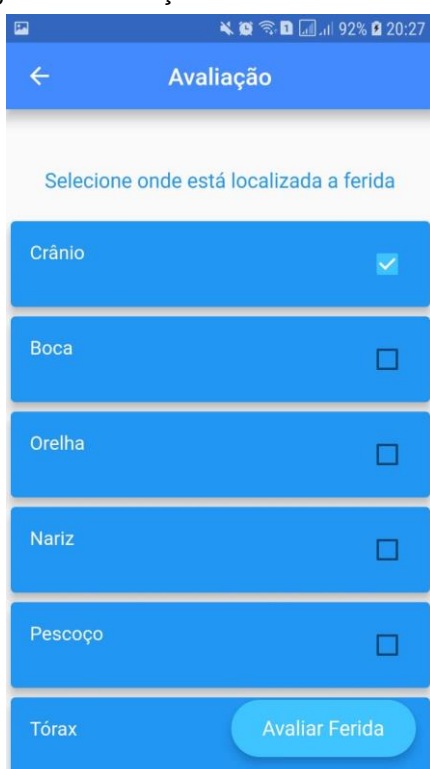 92% 20:27
Avaliação
Selecione onde está localizada a ferida
Crânio
Boca
Orelha
Nariz
Pescoço
Tórax
Avaliar Ferida